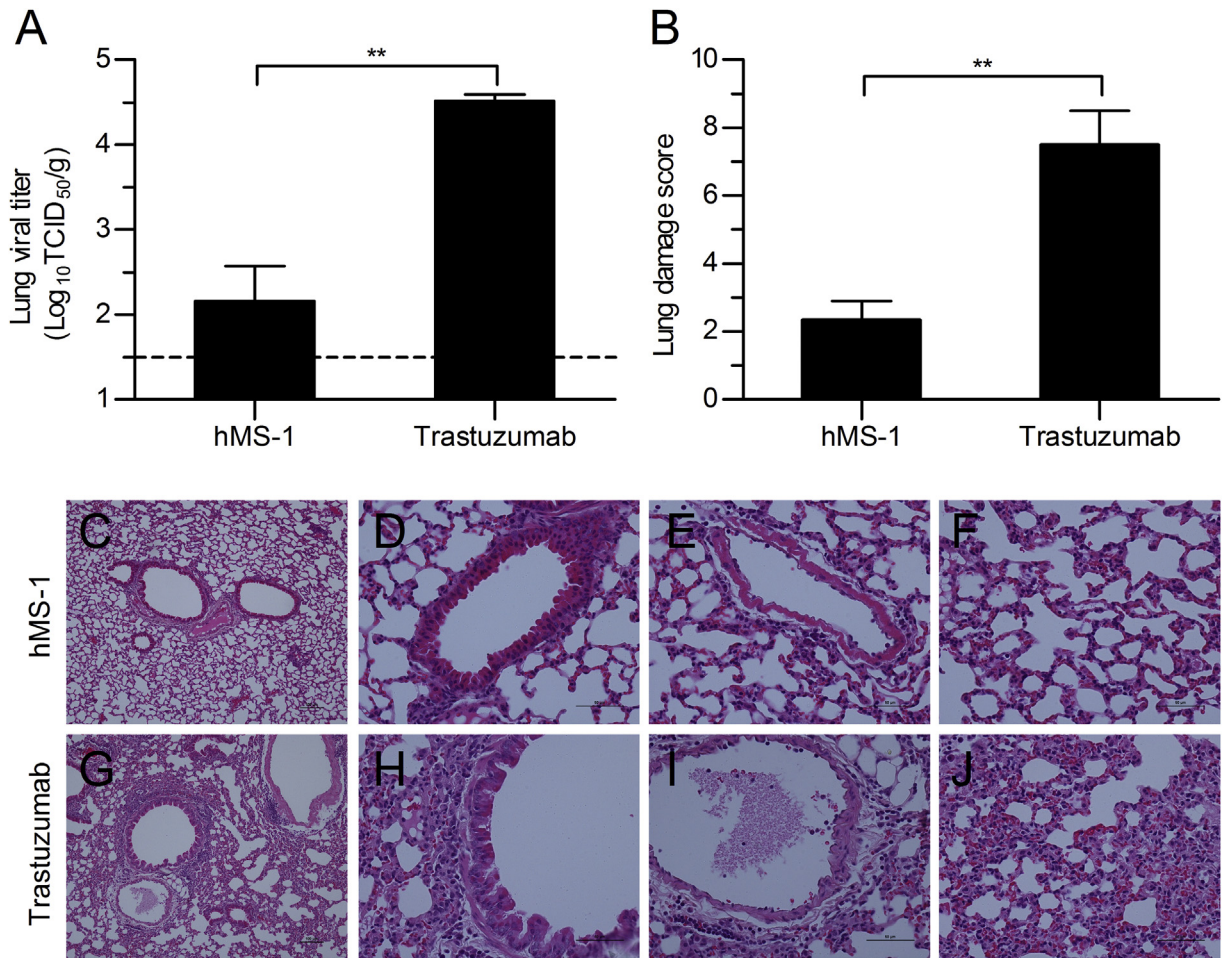 A
**
5
4
3
2
1
Lung viral titer
(Log10TCID50/g)
hMS-1
Trastuzumab
B
**
10
8
6
4
2
0
Lung damage score
hMS-1
Trastuzumab
hMS-1
C
D
E
F
Trastuzumab
G
H
I
J